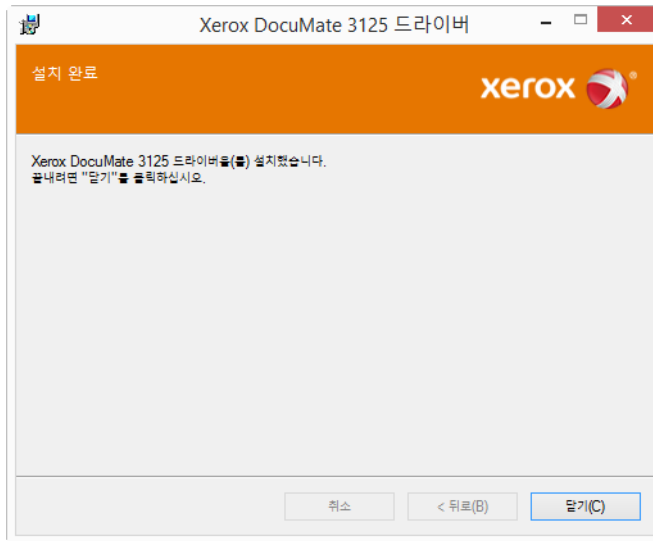 Xerox DocuMate 3125 드라이버
설치 완료
xerox
Xerox DocuMate 3125 드라이버을(를) 설치했습니다.
끝내려면 "닫기"를 클릭하십시오.
취소
< 뒤로(B)
닫기(C)